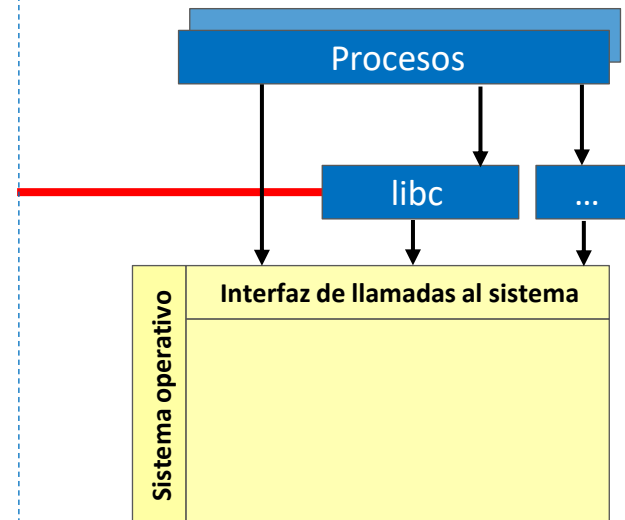 Procesos
libc
...
Interfaz de llamadas al sistema
Sistema operativo